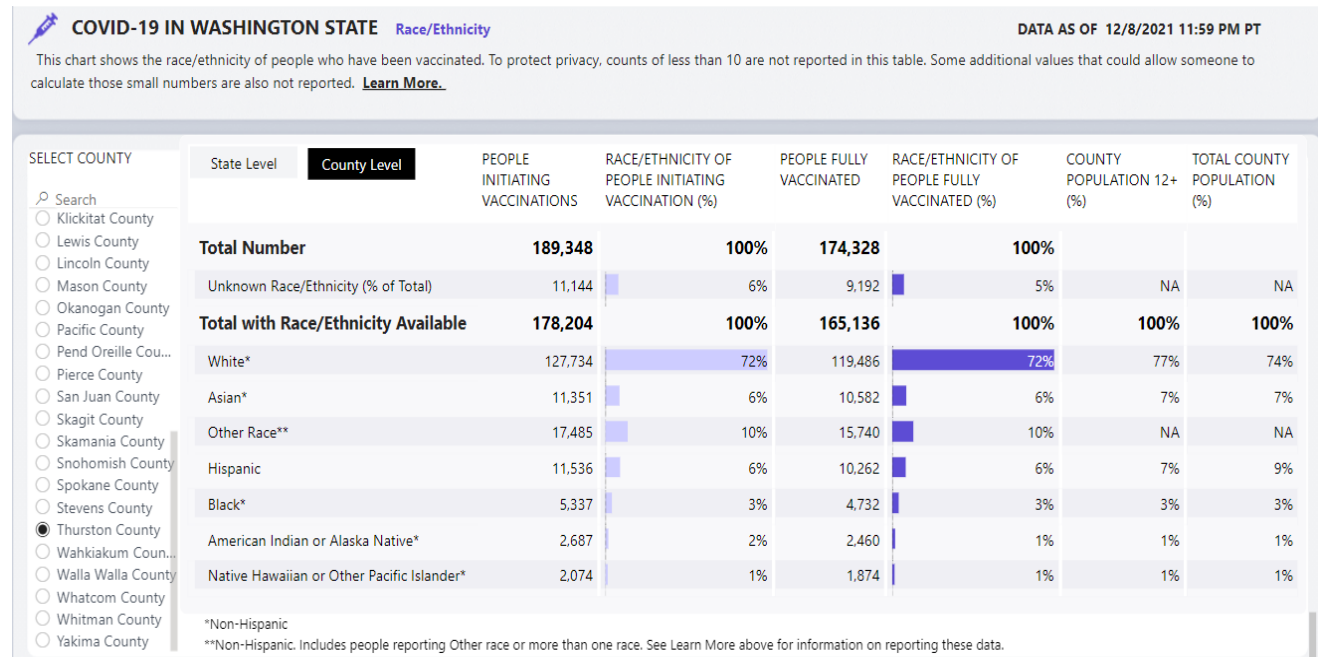 COVID-19 IN WASHINGTON STATE Race/Ethnicity DATA AS OF 12/8/2021 11:59 PM PT
This chart shows the race/ethnicity of people who have been vaccinated. To protect privacy, counts of less than 10 are not reported in this table. Some additional values that could allow someone to
calculate those small numbers are also not reported. Learn More.
SELECT COUNTY
Search
Klickitat County
Lewis County
Lincoln County
Mason County
Okanogan County
Pacific County
Pend Oreille Cou...
Pierce County
San Juan County
Skagit County
Skamania County
Snohomish County
Spokane County
Stevens County
Thurston County
Wahkiakum Coun...
Walla Walla County
Whatcom County
Whitman County
Yakima County
State Level County Level
PEOPLE
INITIATING
VACCINATIONS
RACE/ETHNICITY OF
PEOPLE INITIATING
VACCINATION (%)
PEOPLE FULLY
VACCINATED
RACE/ETHNICITY OF
PEOPLE FULLY
VACCINATED (%)
COUNTY
POPULATION 12+
(%)
TOTAL COUNTY
POPULATION
(%)
Total Number 189,348 100% 174,328 100%
Unknown Race/Ethnicity (% of Total) 11,144 6% 9,192 5% NA NA
Total with Race/Ethnicity Available 178,204 100% 165,136 100% 100% 100%
White* 127,734 72% 119,486 72% 77% 74%
Asian* 11,351 6% 10,582 6% 7% 7%
Other Race** 17,485 10% 15,740 10% NA NA
Hispanic 11,536 6% 10,262 6% 7% 9%
Black* 5,337 3% 4,732 3% 3% 3%
American Indian or Alaska Native* 2,687 2% 2,460 1% 1% 1%
Native Hawaiian or Other Pacific Islander* 2,074 1% 1,874 1% 1% 1%
*Non-Hispanic
**Non-Hispanic. Includes people reporting Other race or more than one race. See Learn More above for information on reporting these data.